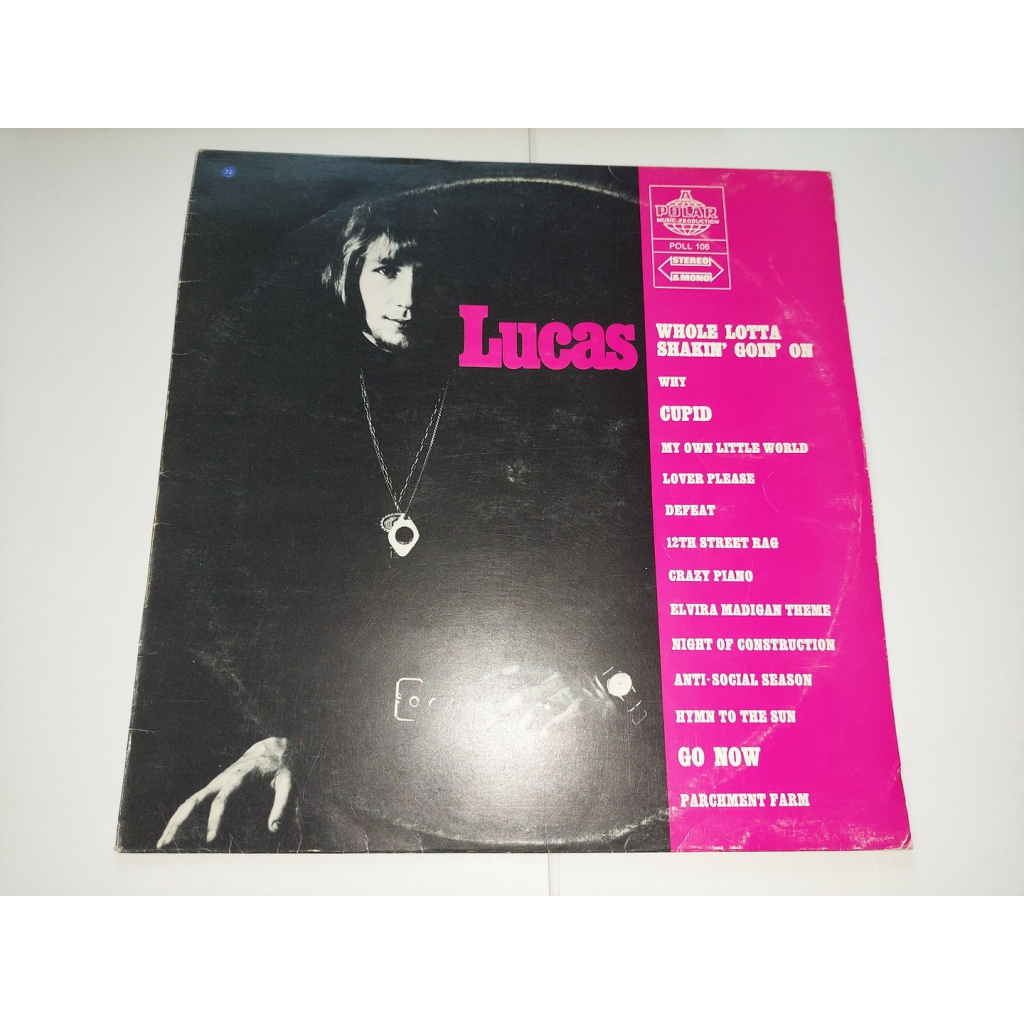 72
A
POLAR
MUSIC-PRODUCTION
POLL 106
STEREO
& MONO
Lucas
WHOLE LOTTA
SHAKIN' GOIN' ON
WHY
CUPID
MY OWN LITTLE WORLD
LOVER PLEASE
DEFEAT
12TH STREET RAG
CRAZY PIANO
ELVIRA MADIGAN THEME
NIGHT OF CONSTRUCTION
ANTI-SOCIAL SEASON
HYMN TO THE SUN
GO NOW
PARCHMENT FARM